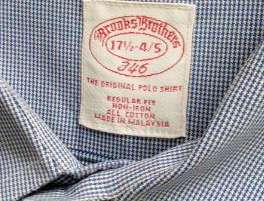 Brooks Brothers
17½-4/5
346
THE ORIGINAL POLO SHIRT
REGULAR FIT
NON-IRON
ALL COTTON
MADE IN MALAYSIA